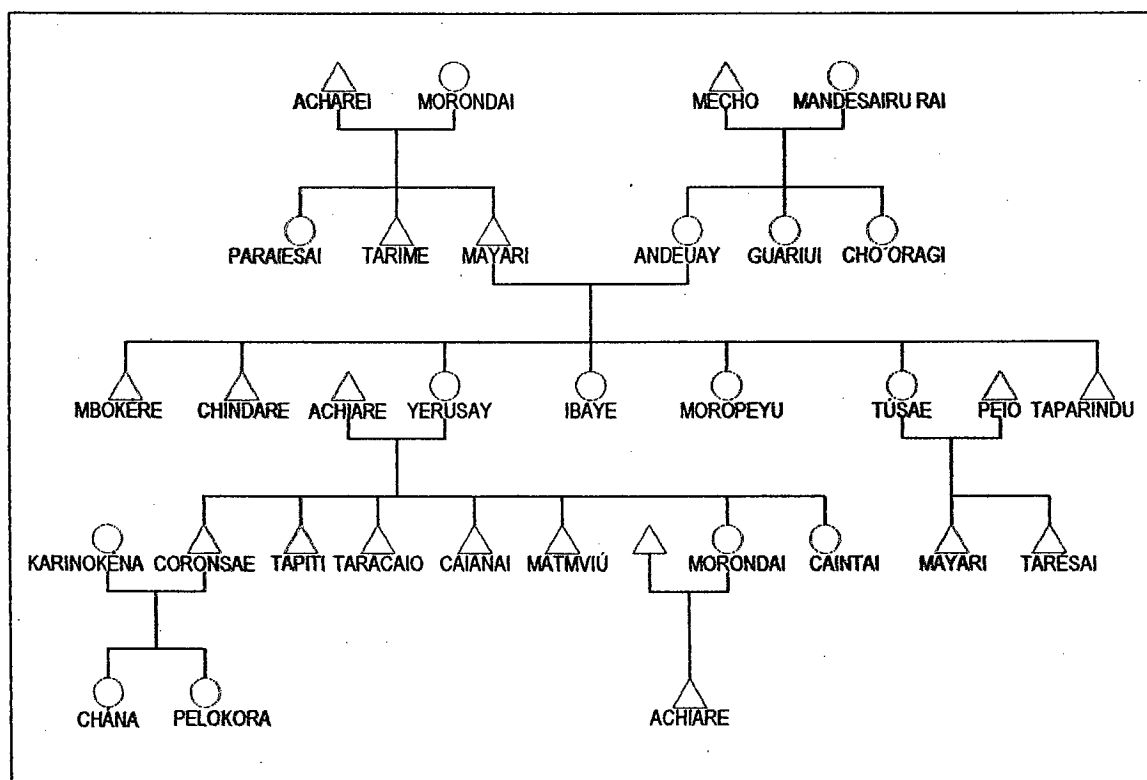 ACHAREI MORONDAI MECHO MANDESAIRU RAI
PARAIESAI TARIME MAYARI ANDEUAY GUARIUI CHO´ORAGI
MBOKERE CHINDARE ACHIARE YERUSAY IBAYE MOROPEYU TUSAE PEIO TAPARINDU
KARINOKENA CORONSAE TAPITI TARACAIO CAIANAI MATMVIÚ MORONDAI CAINTAI MAYARI TARESAI
CHANA PELOKORA ACHIARE